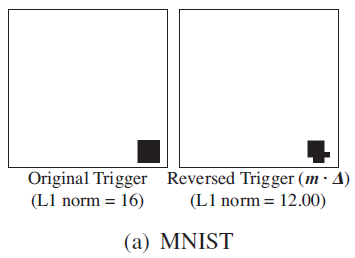 Original Trigger
(L1 norm = 16)
Reversed Trigger (m · Δ)
(L1 norm = 12.00)
(a) MNIST